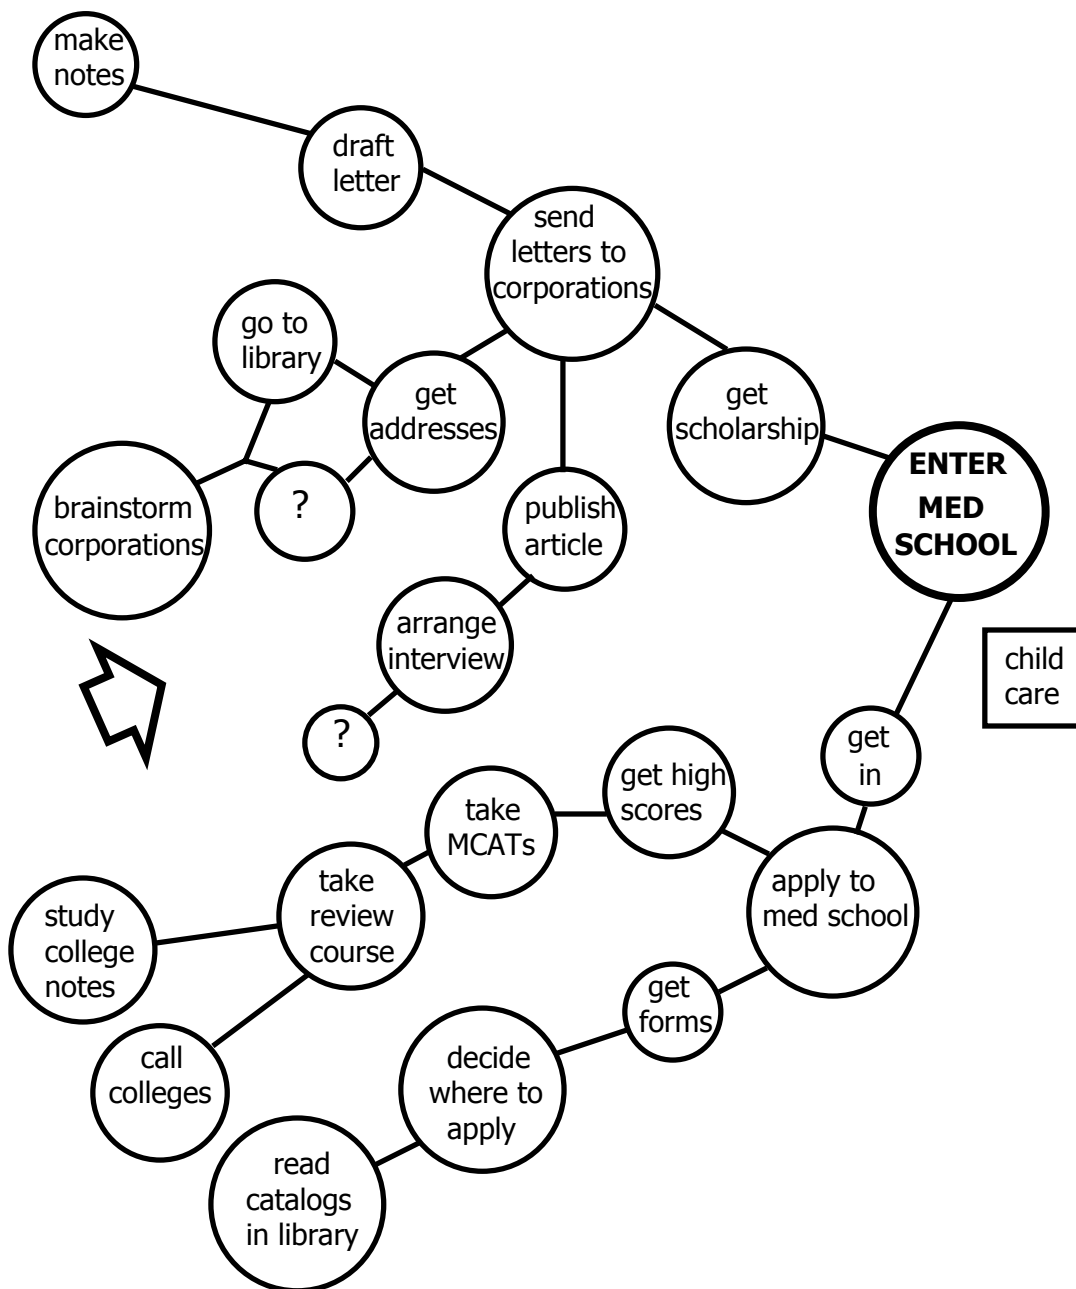 make
notes
draft
letter
send
letters to
corporations
go to
library
get
addresses
get
scholarship
ENTER
MED
SCHOOL
brainstorm
corporations
?
publish
article
arrange
interview
?
child
care
get
in
get high
scores
take
MCATs
take
review
course
apply to
med school
study
college
notes
get
forms
call
colleges
decide
where to
apply
read
catalogs
in library